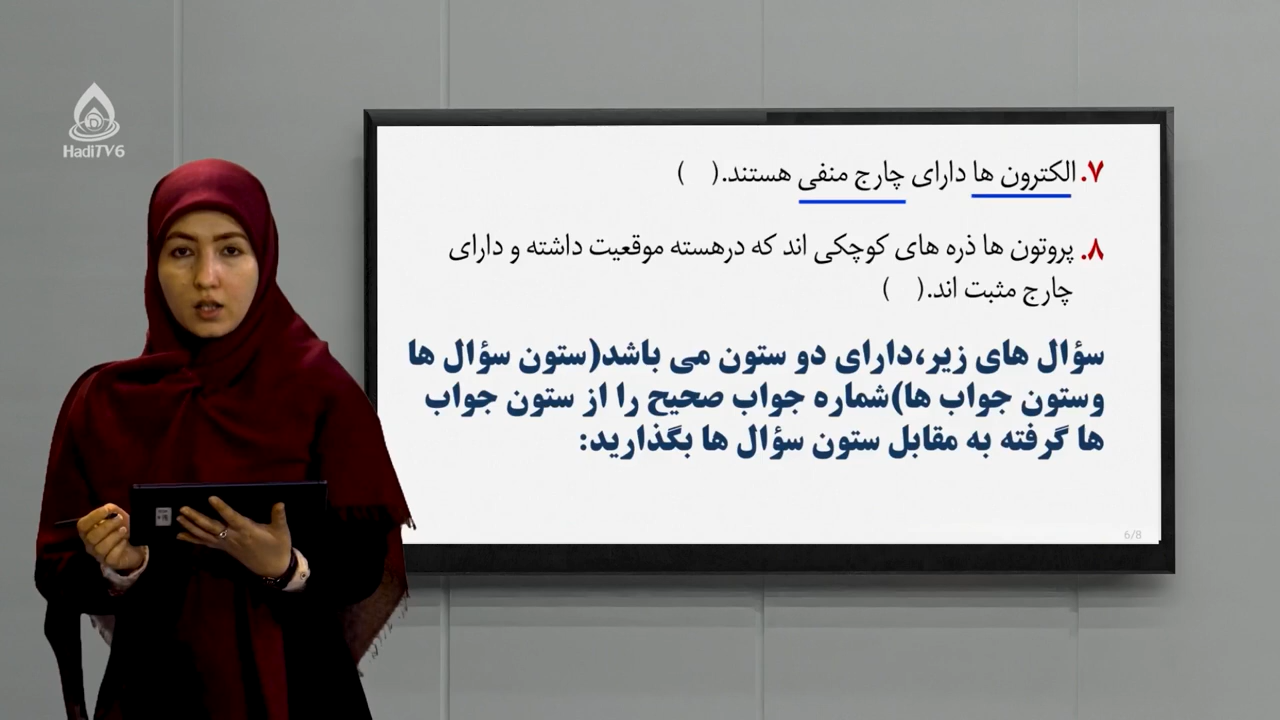 HadiTV6
۷. الکترون ها دارای چارج منفی هستند.(   )
۸. پروتون ها ذره های کوچکی اند که درهسته موقعیت داشته و دارای
چارج مثبت اند.(   )
سؤال های زیر،دارای دو ستون می باشد(ستون سؤال ها
وستون جواب ها)شماره جواب صحیح را از ستون جواب
ها گرفته به مقابل ستون سؤال ها بگذارید:
6/8